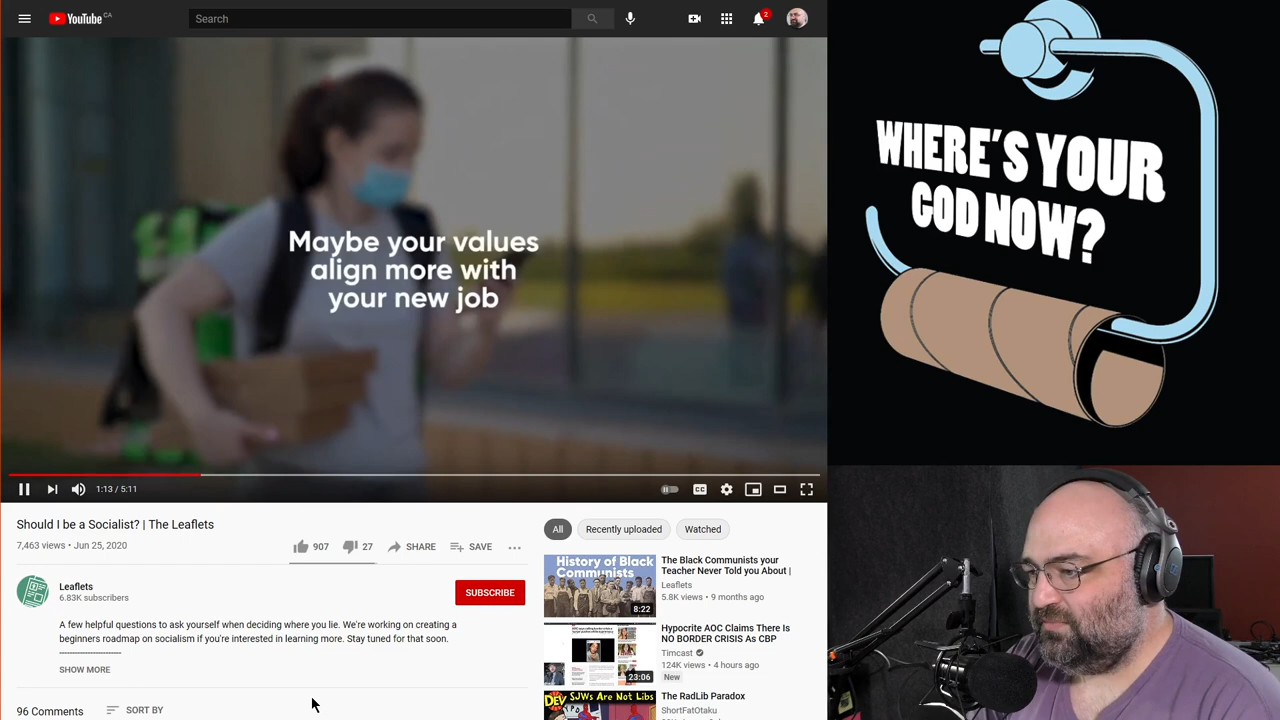 YouTube CA
Search
2
Maybe your values
align more with
your new job
1:13 / 5:11
CC
Should I be a Socialist? | The Leaflets
7,463 views • Jun 25, 2020
907
27
SHARE
SAVE
Leaflets
6.83K subscribers
SUBSCRIBE
A few helpful questions to ask yourself when deciding where you lie. We're working on creating a
beginners roadmap on socialism if you're interested in learning more. Stay tuned for that soon.
SHOW MORE
96 Comments
SORT BY
All
Recently uploaded
Watched
History of Black
Communists
8:22
The Black Communists your
Teacher Never Told you About |
Leaflets
5.8K views • 9 months ago
23:06
Hypocrite AOC Claims There Is
NO BORDER CRISIS As CBP
Timcast
124K views • 4 hours ago
New
SJWs Are Not Libs
The RadLib Paradox
ShortFatOtaku
WHERE'S YOUR
GOD NOW?